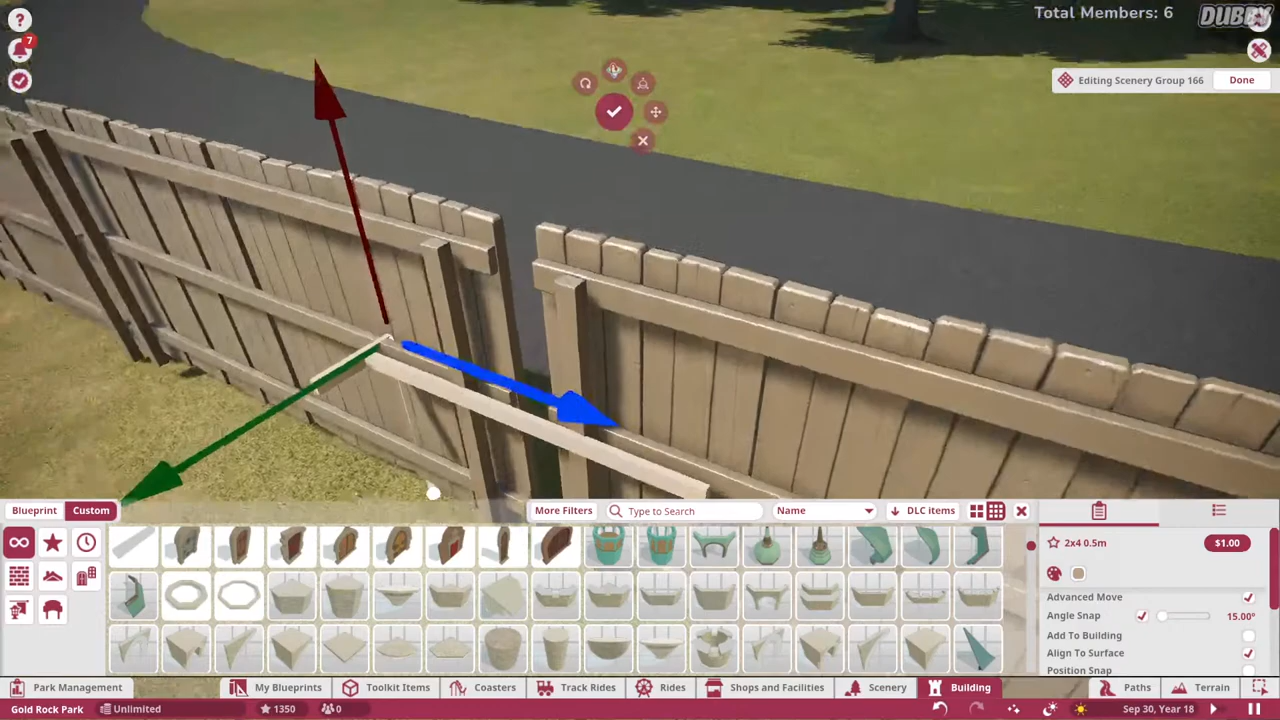 ?
7
Total Members: 6
DUBBY
Editing Scenery Group 166
Done
Blueprint
Custom
More Filters
Type to Search
Name
DLC items
2x4 0.5m
$1.00
Advanced Move
Angle Snap
15.00°
Add To Building
Align To Surface
Position Snap
Park Management
My Blueprints
Toolkit Items
Coasters
Track Rides
Rides
Shops and Facilities
Scenery
Building
Paths
Terrain
Gold Rock Park
Unlimited
1350
0
Sep 30, Year 18